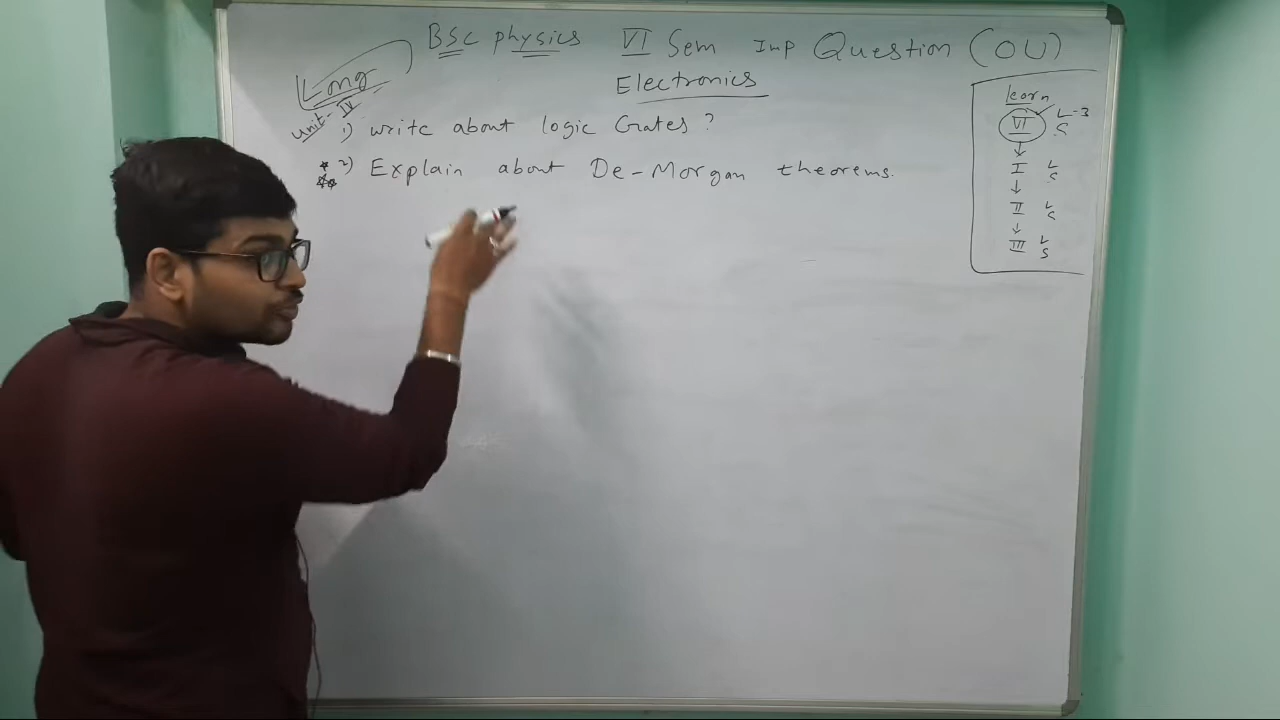 BSC physics VI Sem Imp Question (OU)
Electronics
Long
Unit-IV
1) write about logic Gates ?
2) Explain about De-Morgan theorems.
learn
VI L-3
S
I L
S
II L
S
III L
S